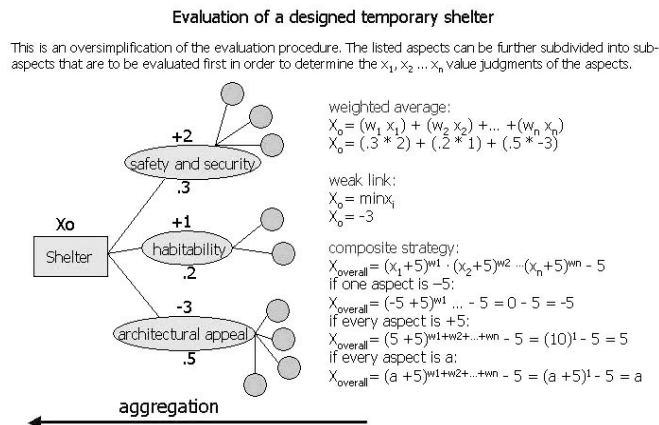 Evaluation of a designed temporary shelter
This is an oversimplification of the evaluation procedure. The listed aspects can be further subdivided into sub-
aspects that are to be evaluated first in order to determine the x₁, x₂ ... xₙ value judgments of the aspects.
+2
safety and security
.3
Xo
Shelter
+1
habitability
.2
-3
architectural appeal
.5
aggregation
weighted average:
Xₒ= (w₁ x₁) + (w₂ x₂) +... +(wₙ xₙ)
Xₒ= (.3 * 2) + (.2 * 1) + (.5 * -3)
weak link:
Xₒ= minxᵢ
Xₒ= -3
composite strategy:
X_overall= (x₁+5)^w1 · (x₂+5)^w2 ···(xₙ+5)^wn - 5
if one aspect is –5:
X_overall= (-5 +5)^w1 ... - 5 =0 - 5 = -5
if every aspect is +5:
X_overall= (5 +5)^w1+w2+...+wn - 5 = (10)¹ - 5 = 5
if every aspect is a:
X_overall= (a +5)^w1+w2+...+wn - 5 = (a +5)¹ - 5 = a